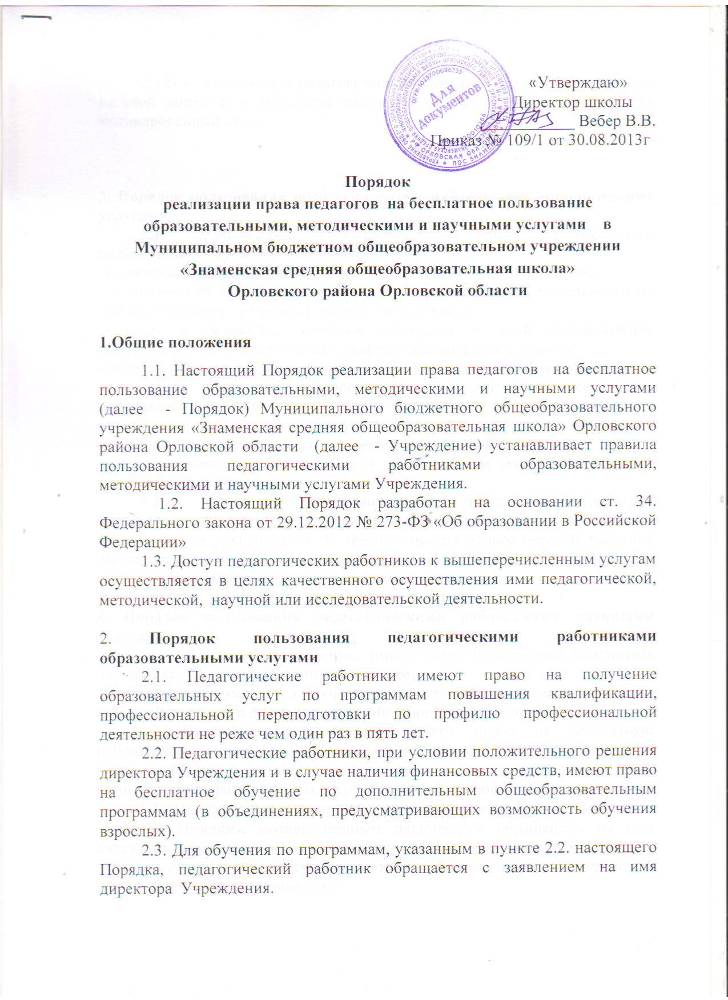 «Утверждаю»
Директор школы
Вебер В.В.
Приказ № 109/1 от 30.08.2013г
Для
документов
ОГРН:1025700696735
Порядок
реализации права педагогов на бесплатное пользование
образовательными, методическими и научными услугами в
Муниципальном бюджетном общеобразовательном учреждении
«Знаменская средняя общеобразовательная школа»
Орловского района Орловской области
1.Общие положения
1.1. Настоящий Порядок реализации права педагогов на бесплатное
пользование образовательными, методическими и научными услугами
(далее - Порядок) Муниципального бюджетного общеобразовательного
учреждения «Знаменская средняя общеобразовательная школа» Орловского
района Орловской области (далее - Учреждение) устанавливает правила
пользования педагогическими работниками образовательными,
методическими и научными услугами Учреждения.
1.2. Настоящий Порядок разработан на основании ст. 34.
Федерального закона от 29.12.2012 № 273-ФЗ «Об образовании в Российской
Федерации»
1.3. Доступ педагогических работников к вышеперечисленным услугам
осуществляется в целях качественного осуществления ими педагогической,
методической, научной или исследовательской деятельности.
2. Порядок пользования педагогическими работниками
образовательными услугами
2.1. Педагогические работники имеют право на получение
образовательных услуг по программам повышения квалификации,
профессиональной переподготовки по профилю профессиональной
деятельности не реже чем один раз в пять лет.
2.2. Педагогические работники, при условии положительного решения
директора Учреждения и в случае наличия финансовых средств, имеют право
на бесплатное обучение по дополнительным общеобразовательным
программам (в объединениях, предусматривающих возможность обучения
взрослых).
2.3. Для обучения по программам, указанным в пункте 2.2. настоящего
Порядка, педагогический работник обращается с заявлением на имя
директора Учреждения.